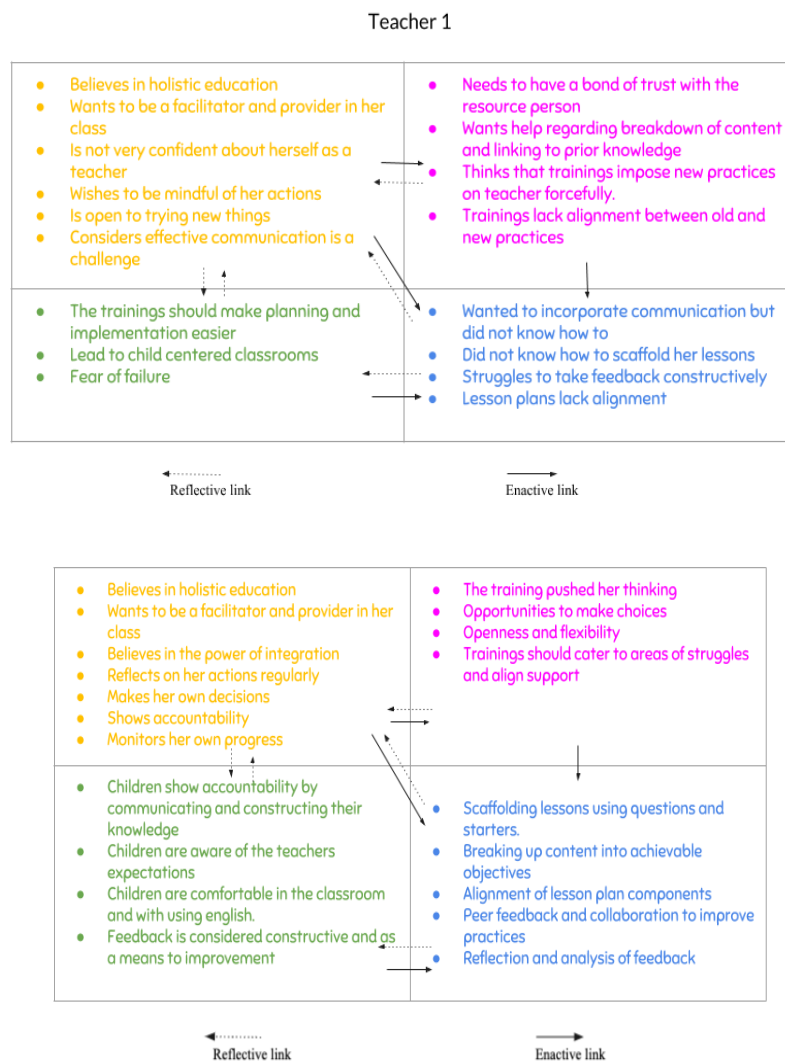 Teacher 1
● Believes in holistic education
● Wants to be a facilitator and provider in her
class
● Is not very confident about herself as a
teacher
● Wishes to be mindful of her actions
● Is open to trying new things
● Considers effective communication is a
challenge
● Needs to have a bond of trust with the
resource person
● Wants help regarding breakdown of content
and linking to prior knowledge
● Thinks that trainings impose new practices
on teacher forcefully.
● Trainings lack alignment between old and
new practices
● The trainings should make planning and
implementation easier
● Lead to child centered classrooms
● Fear of failure
● Wanted to incorporate communication but
did not know how to
● Did not know how to scaffold her lessons
● Struggles to take feedback constructively
● Lesson plans lack alignment
Reflective link
Enactive link
● Believes in holistic education
● Wants to be a facilitator and provider in her
class
● Believes in the power of integration
● Reflects on her actions regularly
● Makes her own decisions
● Shows accountability
● Monitors her own progress
● The training pushed her thinking
● Opportunities to make choices
● Openness and flexibility
● Trainings should cater to areas of struggles
and align support
● Children show accountability by
communicating and constructing their
knowledge
● Children are aware of the teachers
expectations
● Children are comfortable in the classroom
and with using english.
● Feedback is considered constructive and as
a means to improvement
● Scaffolding lessons using questions and
starters.
● Breaking up content into achievable
objectives
● Alignment of lesson plan components
● Peer feedback and collaboration to improve
practices
● Reflection and analysis of feedback
Reflective link
Enactive link